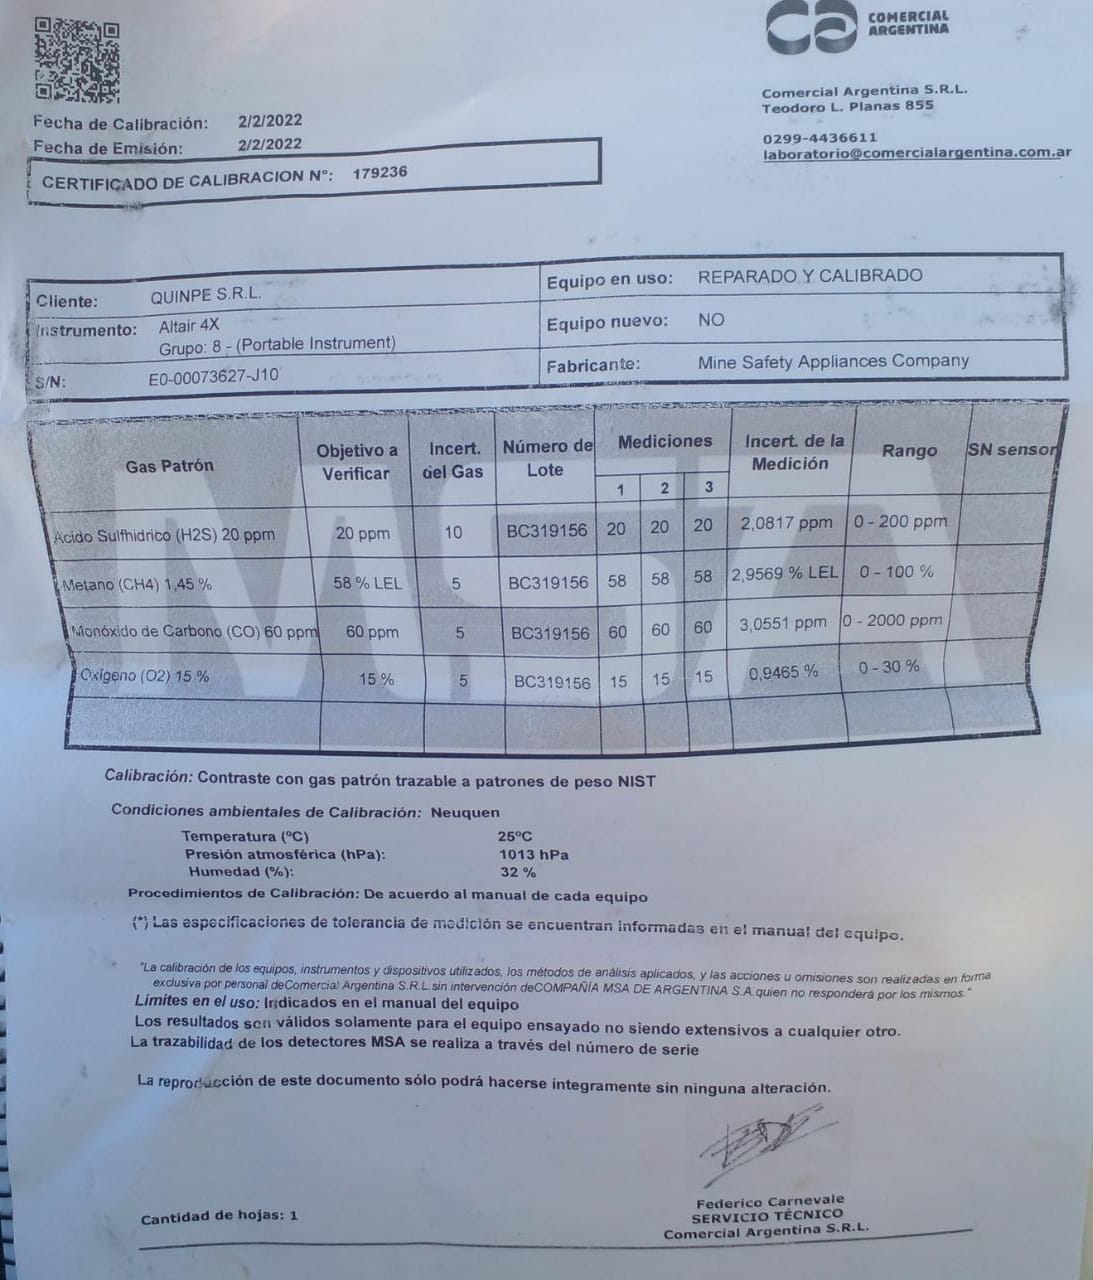 COMERCIAL
ARGENTINA
Comercial Argentina S.R.L.
Teodoro L. Planas 855
0299-4436611
laboratorio@comercialargentina.com.ar
Fecha de Calibración: 2/2/2022
Fecha de Emisión: 2/2/2022
CERTIFICADO DE CALIBRACION N°: 179236
Cliente: QUINPE S.R.L.
Equipo en uso: REPARADO Y CALIBRADO
Instrumento: Altair 4X
Grupo: 8 - (Portable Instrument)
Equipo nuevo: NO
S/N: E0-00073627-J10
Fabricante: Mine Safety Appliances Company
Gas Patrón Objetivo a Verificar Incert. del Gas Número de Lote Mediciones 1 2 3 Incert. de la Medición Rango SN sensor
Acido Sulfhidrico (H2S) 20 ppm 20 ppm 10 BC319156 20 20 20 2,0817 ppm 0 - 200 ppm
Metano (CH4) 1,45 % 58 % LEL 5 BC319156 58 58 58 2,9569 % LEL 0 - 100 %
Monóxido de Carbono (CO) 60 ppm 60 ppm 5 BC319156 60 60 60 3,0551 ppm 0 - 2000 ppm
Oxígeno (O2) 15 % 15 % 5 BC319156 15 15 15 0,9465 % 0 - 30 %
MSA
Calibración: Contraste con gas patrón trazable a patrones de peso NIST
Condiciones ambientales de Calibración: Neuquen
Temperatura (ºC) 25ºC
Presión atmosférica (hPa): 1013 hPa
Humedad (%): 32 %
Procedimientos de Calibración: De acuerdo al manual de cada equipo
(*) Las especificaciones de tolerancia de medición se encuentran informadas en el manual del equipo.
"La calibración de los equipos, instrumentos y dispositivos utilizados, los métodos de análisis aplicados, y las acciones u omisiones son realizadas en forma
exclusiva por personal deComercial Argentina S.R.L.sin intervención deCOMPAÑÍA MSA DE ARGENTINA S.A.quien no responderá por los mismos."
Límites en el uso: Indicados en el manual del equipo
Los resultados son válidos solamente para el equipo ensayado no siendo extensivos a cualquier otro.
La trazabilidad de los detectores MSA se realiza a través del número de serie
La reproducción de este documento sólo podrá hacerse integramente sin ninguna alteración.
Federico Carnevale
SERVICIO TÉCNICO
Comercial Argentina S.R.L.
Cantidad de hojas: 1